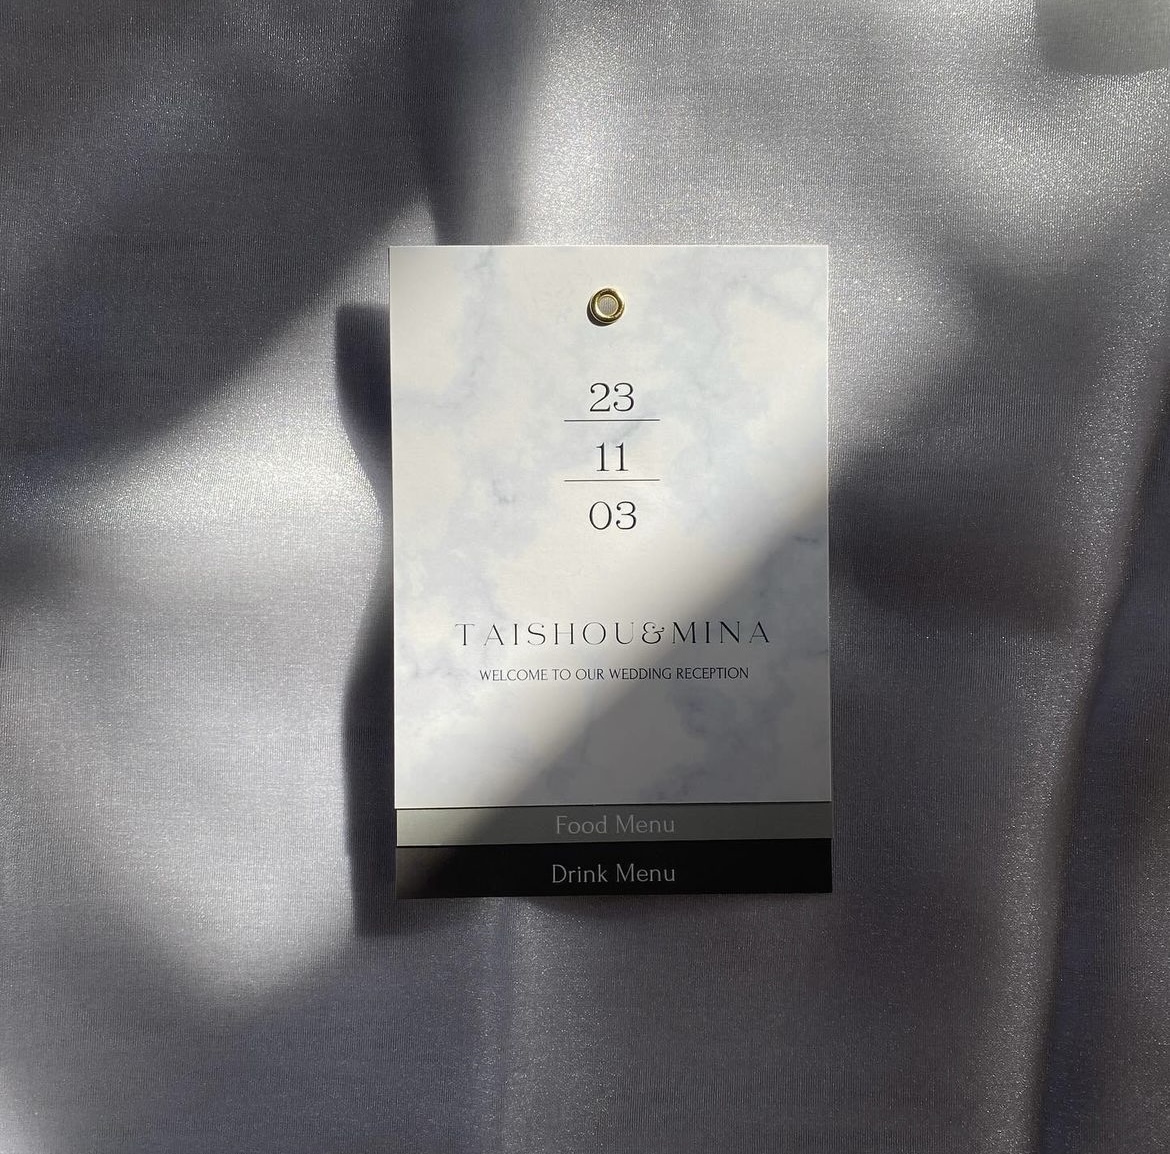 23
11
03
TAISHOU&MINA
WELCOME TO OUR WEDDING RECEPTION
Food Menu
Drink Menu